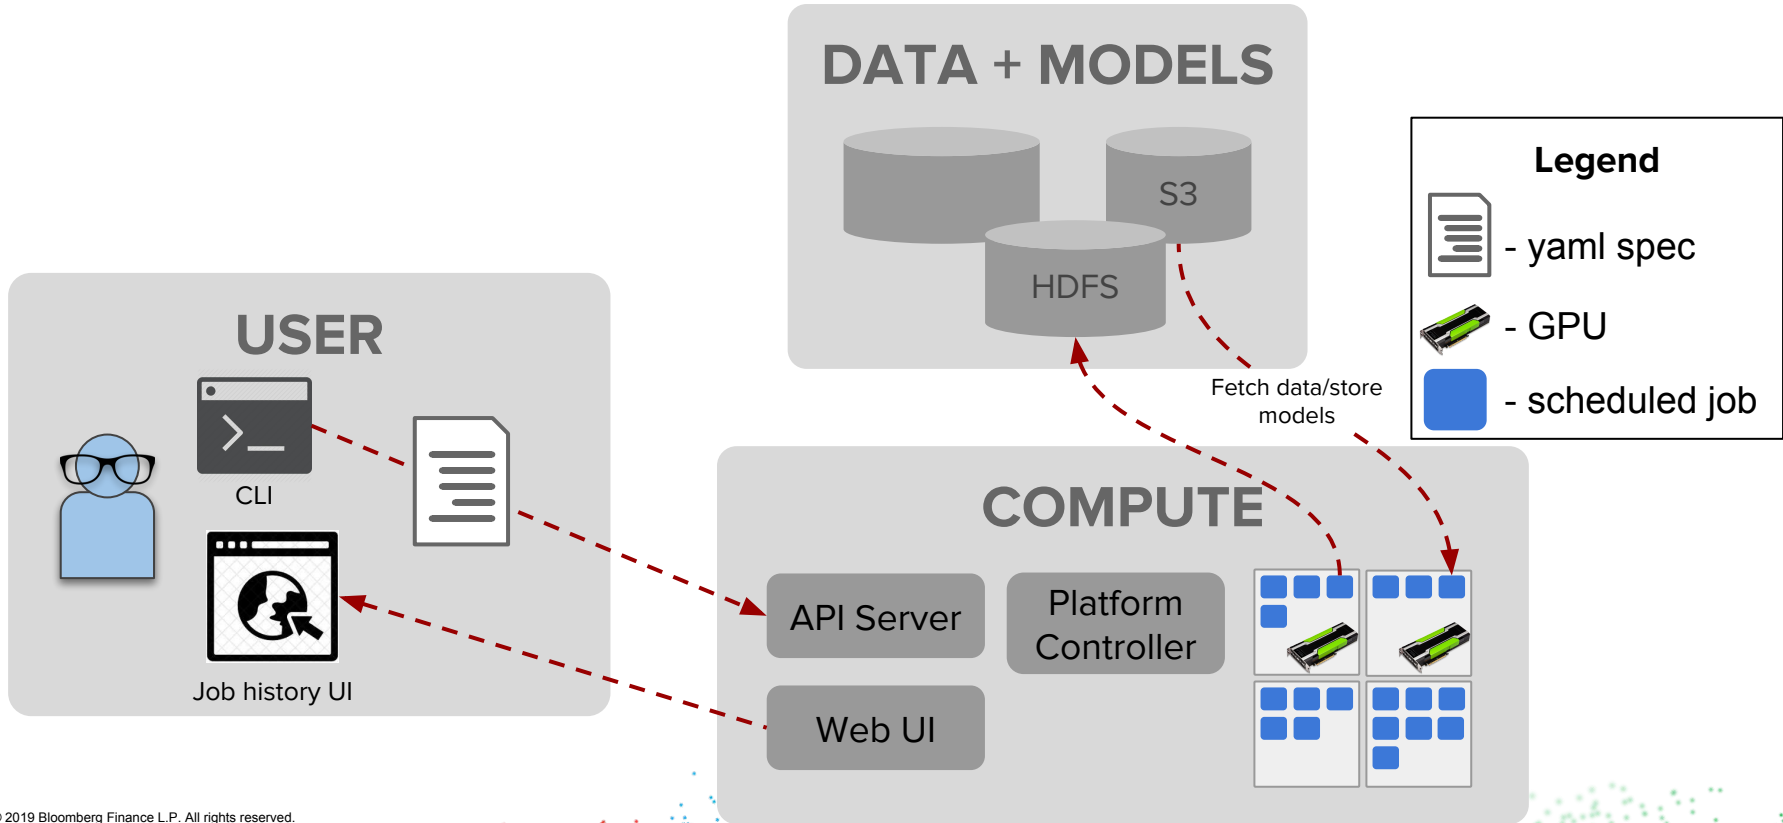 DATA + MODELS
S3
HDFS
Legend
- yaml spec
- GPU
- scheduled job
USER
CLI
Job history UI
Fetch data/store
models
COMPUTE
API Server
Platform
Controller
Web UI
© 2019 Bloomberg Finance L.P. All rights reserved.